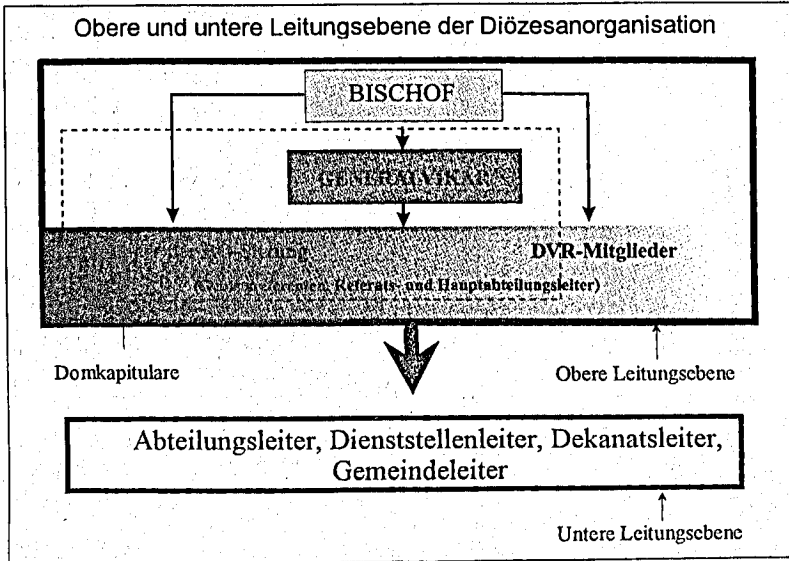 Obere und untere Leitungsebene der Diözesanorganisation
BISCHOF
GENERALVIKAR
DVR-Mitglieder
Referats- und Hauptabteilungsleiter)
Domkapitulare
Obere Leitungsebene
Abteilungsleiter, Dienststellenleiter, Dekanatsleiter,
Gemeindeleiter
Untere Leitungsebene